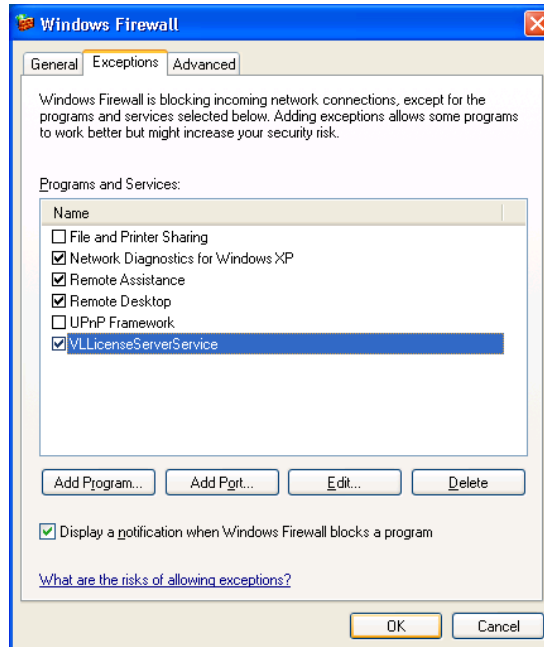 Windows Firewall
General Exceptions Advanced
Windows Firewall is blocking incoming network connections, except for the
programs and services selected below. Adding exceptions allows some programs
to work better but might increase your security risk.
Programs and Services:
Name
File and Printer Sharing
Network Diagnostics for Windows XP
Remote Assistance
Remote Desktop
UPnP Framework
VLLicenseServerService
Add Program... Add Port... Edit... Delete
Display a notification when Windows Firewall blocks a program
What are the risks of allowing exceptions?
OK Cancel